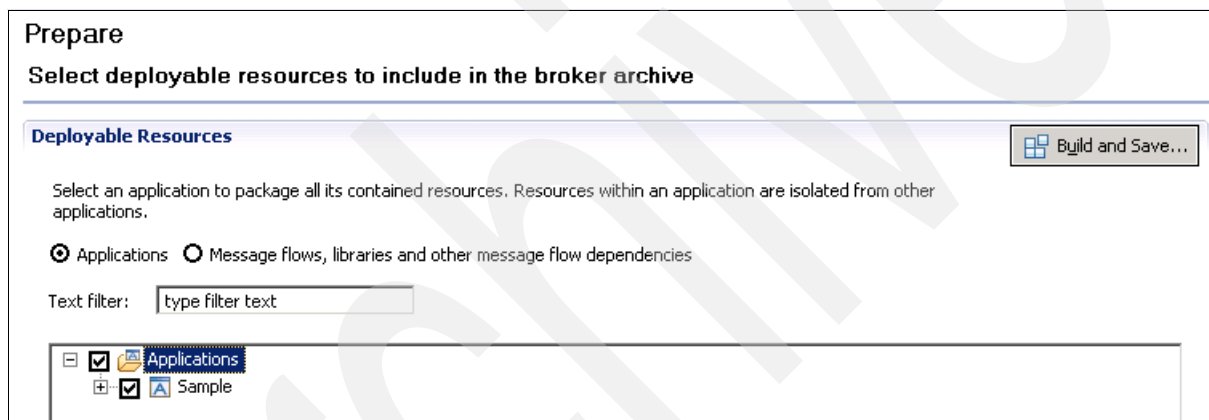 Prepare
Select deployable resources to include in the broker archive
Deployable Resources
Build and Save...
Select an application to package all its contained resources. Resources within an application are isolated from other
applications.
Applications Message flows, libraries and other message flow dependencies
Text filter: type filter text
Applications
Sample